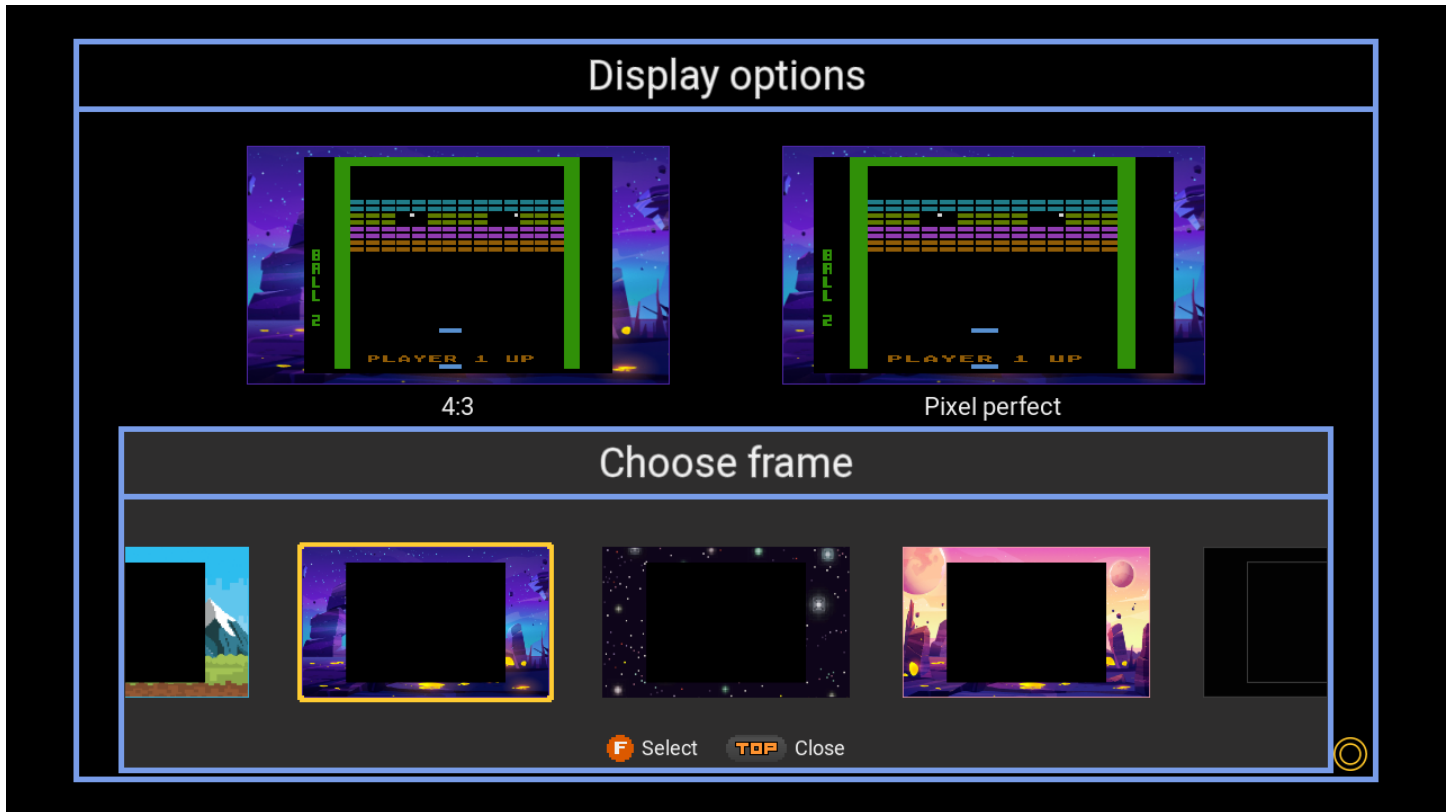 Display options
BALL 2
PLAYER 1 UP
BALL 2
PLAYER 1 UP
4:3
Pixel perfect
Choose frame
F Select TOP Close